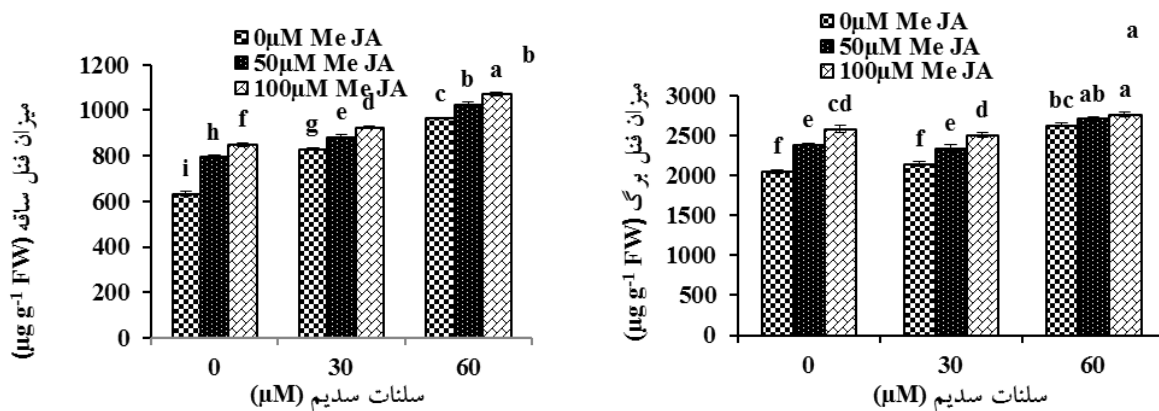 b
0µM Me JA
50µM Me JA
100µM Me JA
1200
1000
800
600
400
200
0
i h f g e d c b a
0 30 60
سلنات سدیم (µM)
میزان فنل ساقه
(µg g-1 FW)
a
0µM Me JA
50µM Me JA
100µM Me JA
3000
2500
2000
1500
1000
500
0
f e cd f e d bc ab a
0 30 60
سلنات سدیم (µM)
میزان فنل برگ
(µg g-1 FW)